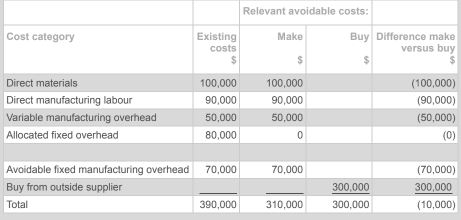 Relevant avoidable costs:
Cost category Existing costs $ Make $ Buy $ Difference make versus buy $
Direct materials 100,000 100,000 (100,000)
Direct manufacturing labour 90,000 90,000 (90,000)
Variable manufacturing overhead 50,000 50,000 (50,000)
Allocated fixed overhead 80,000 0 (0)
Avoidable fixed manufacturing overhead 70,000 70,000 (70,000)
Buy from outside supplier 300,000 300,000
Total 390,000 310,000 300,000 (10,000)